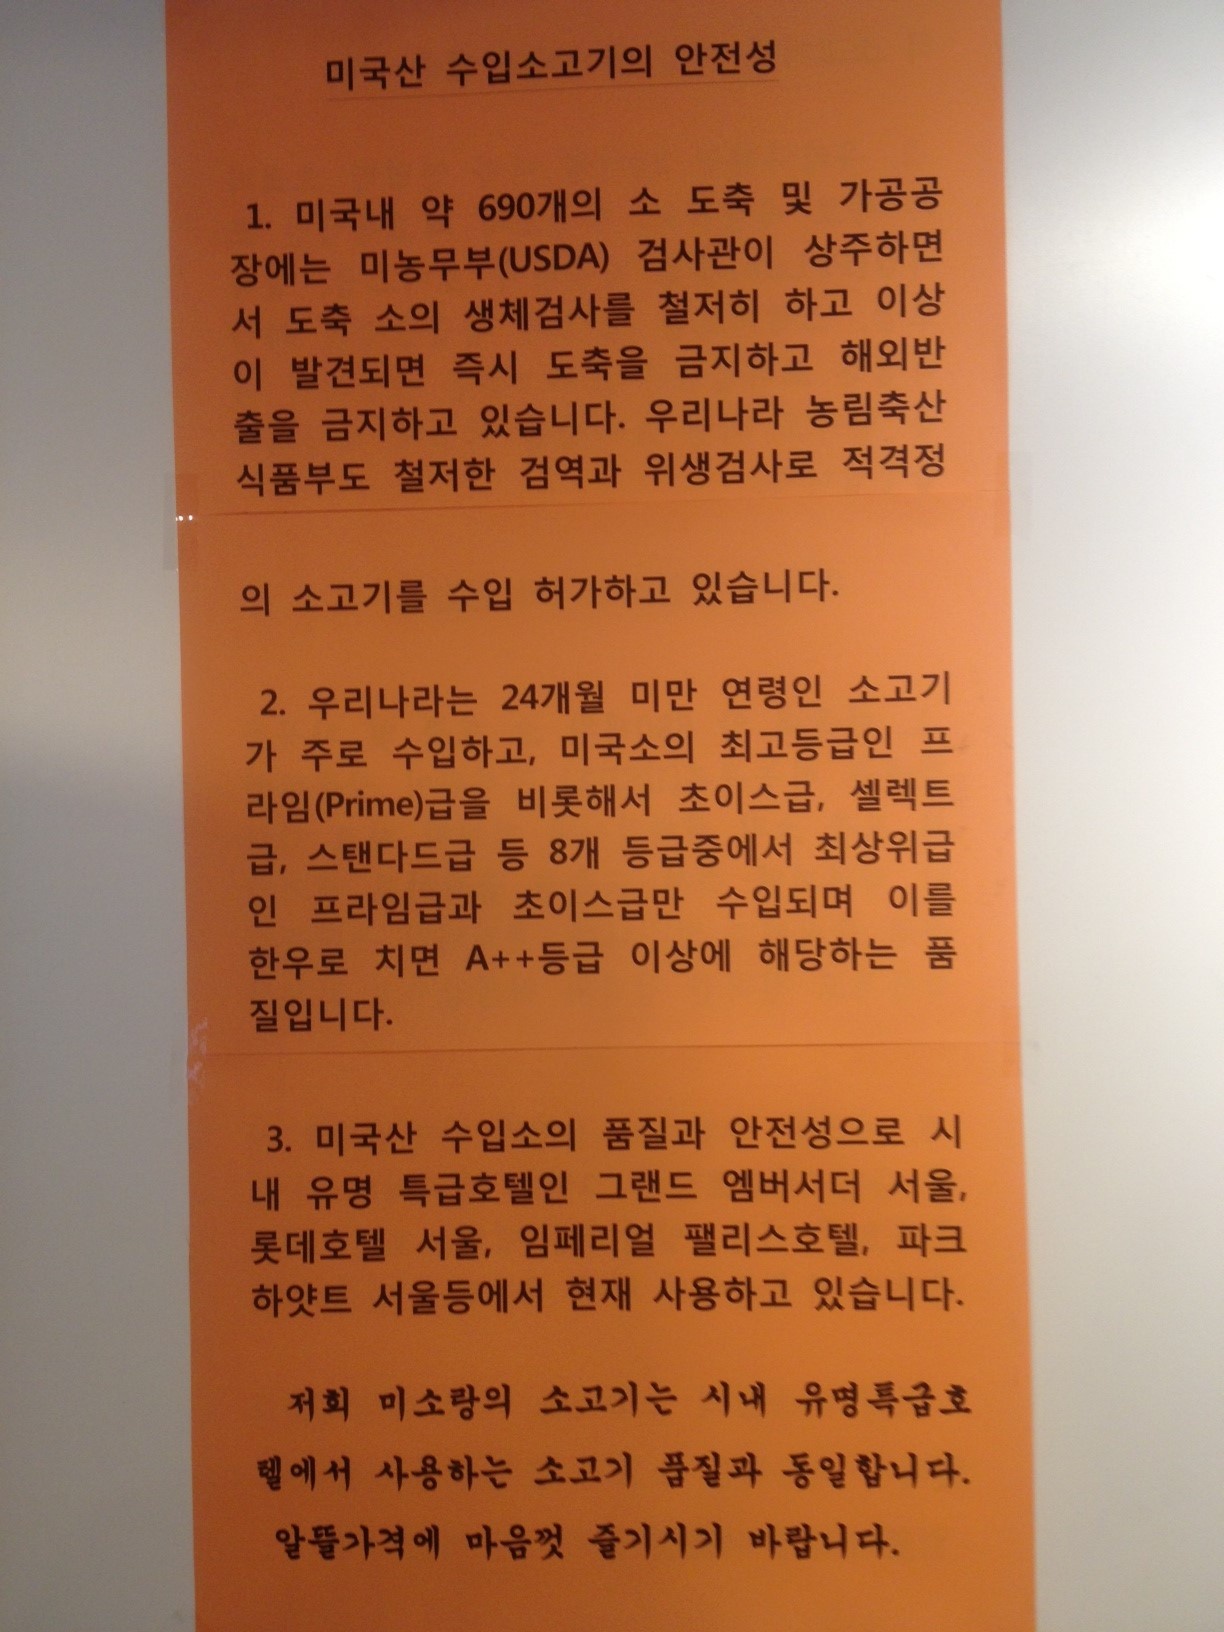 미국산 수입소고기의 안전성
1. 미국내 약 690개의 소 도축 및 가공공
장에는 미농무부(USDA) 검사관이 상주하면
서 도축 소의 생체검사를 철저히 하고 이상
이 발견되면 즉시 도축을 금지하고 해외반
출을 금지하고 있습니다. 우리나라 농림축산
식품부도 철저한 검역과 위생검사로 적격정
의 소고기를 수입 허가하고 있습니다.
2. 우리나라는 24개월 미만 연령인 소고기
가 주로 수입하고, 미국소의 최고등급인 프
라임(Prime)급을 비롯해서 초이스급, 셀렉트
급, 스탠다드급 등 8개 등급중에서 최상위급
인 프라임급과 초이스급만 수입되며 이를
한우로 치면 A++등급 이상에 해당하는 품
질입니다.
3. 미국산 수입소의 품질과 안전성으로 시
내 유명 특급호텔인 그랜드 엠버서더 서울,
롯데호텔 서울, 임페리얼 팰리스호텔, 파크
하얏트 서울등에서 현재 사용하고 있습니다.
저희 미소랑의 소고기는 시내 유명특급호
텔에서 사용하는 소고기 품질과 동일합니다.
알뜰가격에 마음껏 즐기시기 바랍니다.